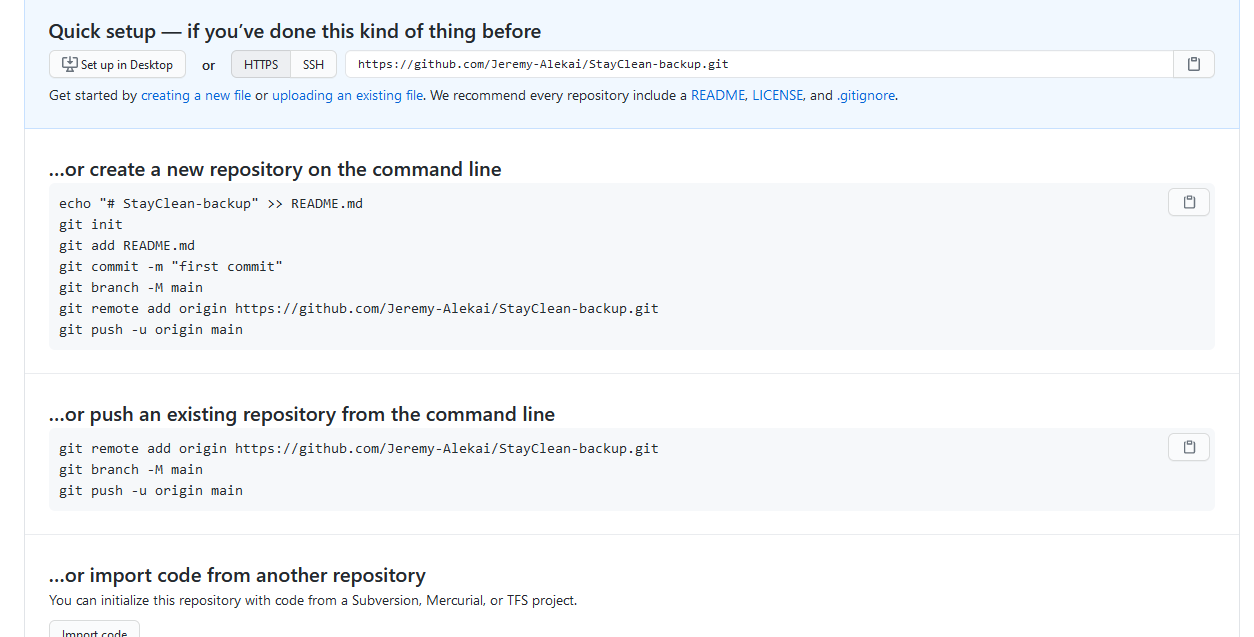 Quick setup — if you’ve done this kind of thing before
Set up in Desktop or HTTPS SSH https://github.com/Jeremy-Alekai/StayClean-backup.git
Get started by creating a new file or uploading an existing file. We recommend every repository include a README, LICENSE, and .gitignore.
…or create a new repository on the command line
echo "# StayClean-backup" >> README.md
git init
git add README.md
git commit -m "first commit"
git branch -M main
git remote add origin https://github.com/Jeremy-Alekai/StayClean-backup.git
git push -u origin main
…or push an existing repository from the command line
git remote add origin https://github.com/Jeremy-Alekai/StayClean-backup.git
git branch -M main
git push -u origin main
…or import code from another repository
You can initialize this repository with code from a Subversion, Mercurial, or TFS project.
Import code